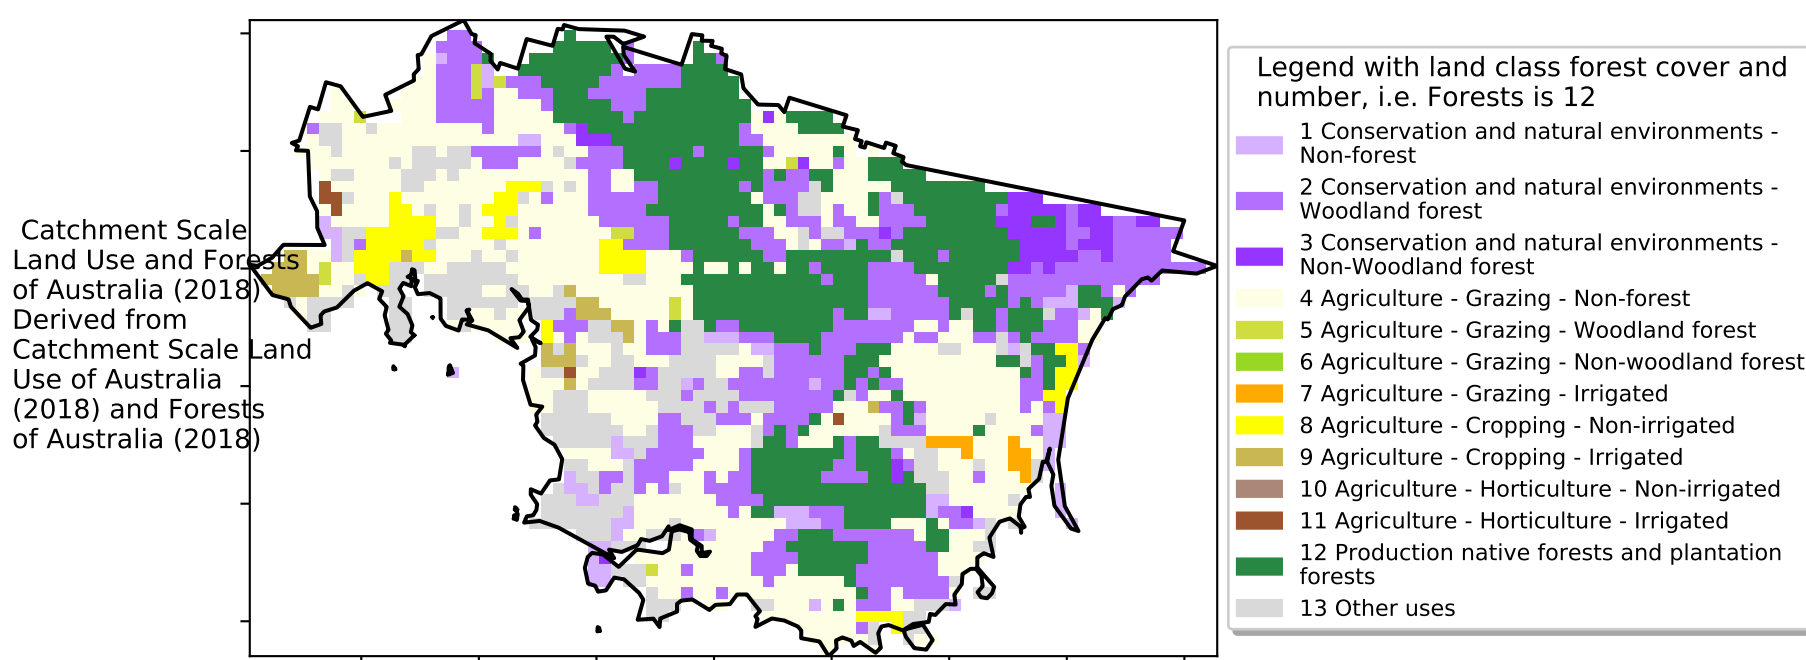 Catchment Scale
Land Use and Forests
of Australia (2018)
Derived from
Catchment Scale Land
Use of Australia
(2018) and Forests
of Australia (2018)
Legend with land class forest cover and
number, i.e. Forests is 12
1 Conservation and natural environments -
Non-forest
2 Conservation and natural environments -
Woodland forest
3 Conservation and natural environments -
Non-Woodland forest
4 Agriculture - Grazing - Non-forest
5 Agriculture - Grazing - Woodland forest
6 Agriculture - Grazing - Non-woodland forest
7 Agriculture - Grazing - Irrigated
8 Agriculture - Cropping - Non-irrigated
9 Agriculture - Cropping - Irrigated
10 Agriculture - Horticulture - Non-irrigated
11 Agriculture - Horticulture - Irrigated
12 Production native forests and plantation
forests
13 Other uses